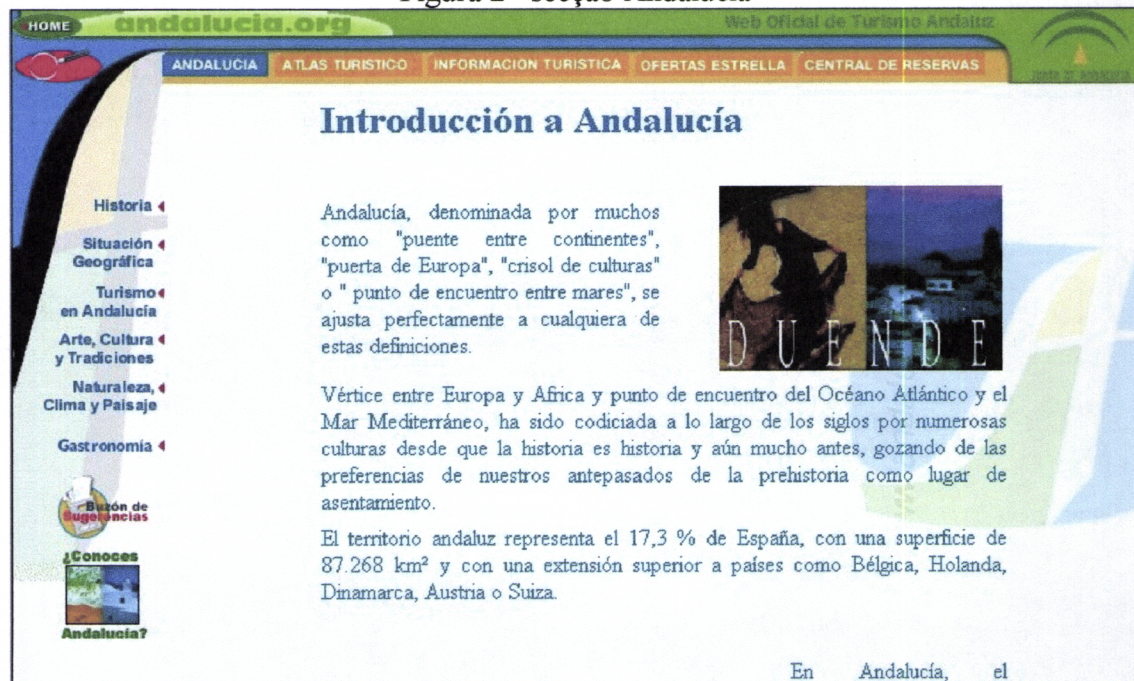 Figura 2 - secção Andalucía
HOME
andalucia.org
Web Oficial de Turismo Andaluz
JUNTA DE ANDALUCIA
ANDALUCIA
ATLAS TURISTICO
INFORMACION TURISTICA
OFERTAS ESTRELLA
CENTRAL DE RESERVAS
Introducción a Andalucía
Historia
Situación
Geográfica
Turismo
en Andalucía
Arte, Cultura
y Tradiciones
Naturaleza,
Clima y Paisaje
Gastronomía
Buzón de
Sugerencias
¿Conoces
Andalucía?
Andalucía, denominada por muchos
como "puente entre continentes",
"puerta de Europa", "crisol de culturas"
o " punto de encuentro entre mares", se
ajusta perfectamente a cualquiera de
estas definiciones.
DUENDE
Vértice entre Europa y Africa y punto de encuentro del Océano Atlántico y el
Mar Mediterráneo, ha sido codiciada a lo largo de los siglos por numerosas
culturas desde que la historia es historia y aún mucho antes, gozando de las
preferencias de nuestros antepasados de la prehistoria como lugar de
asentamiento.
El territorio andaluz representa el 17,3 % de España, con una superficie de
87.268 km² y con una extensión superior a países como Bélgica, Holanda,
Dinamarca, Austria o Suiza.
En Andalucía, el